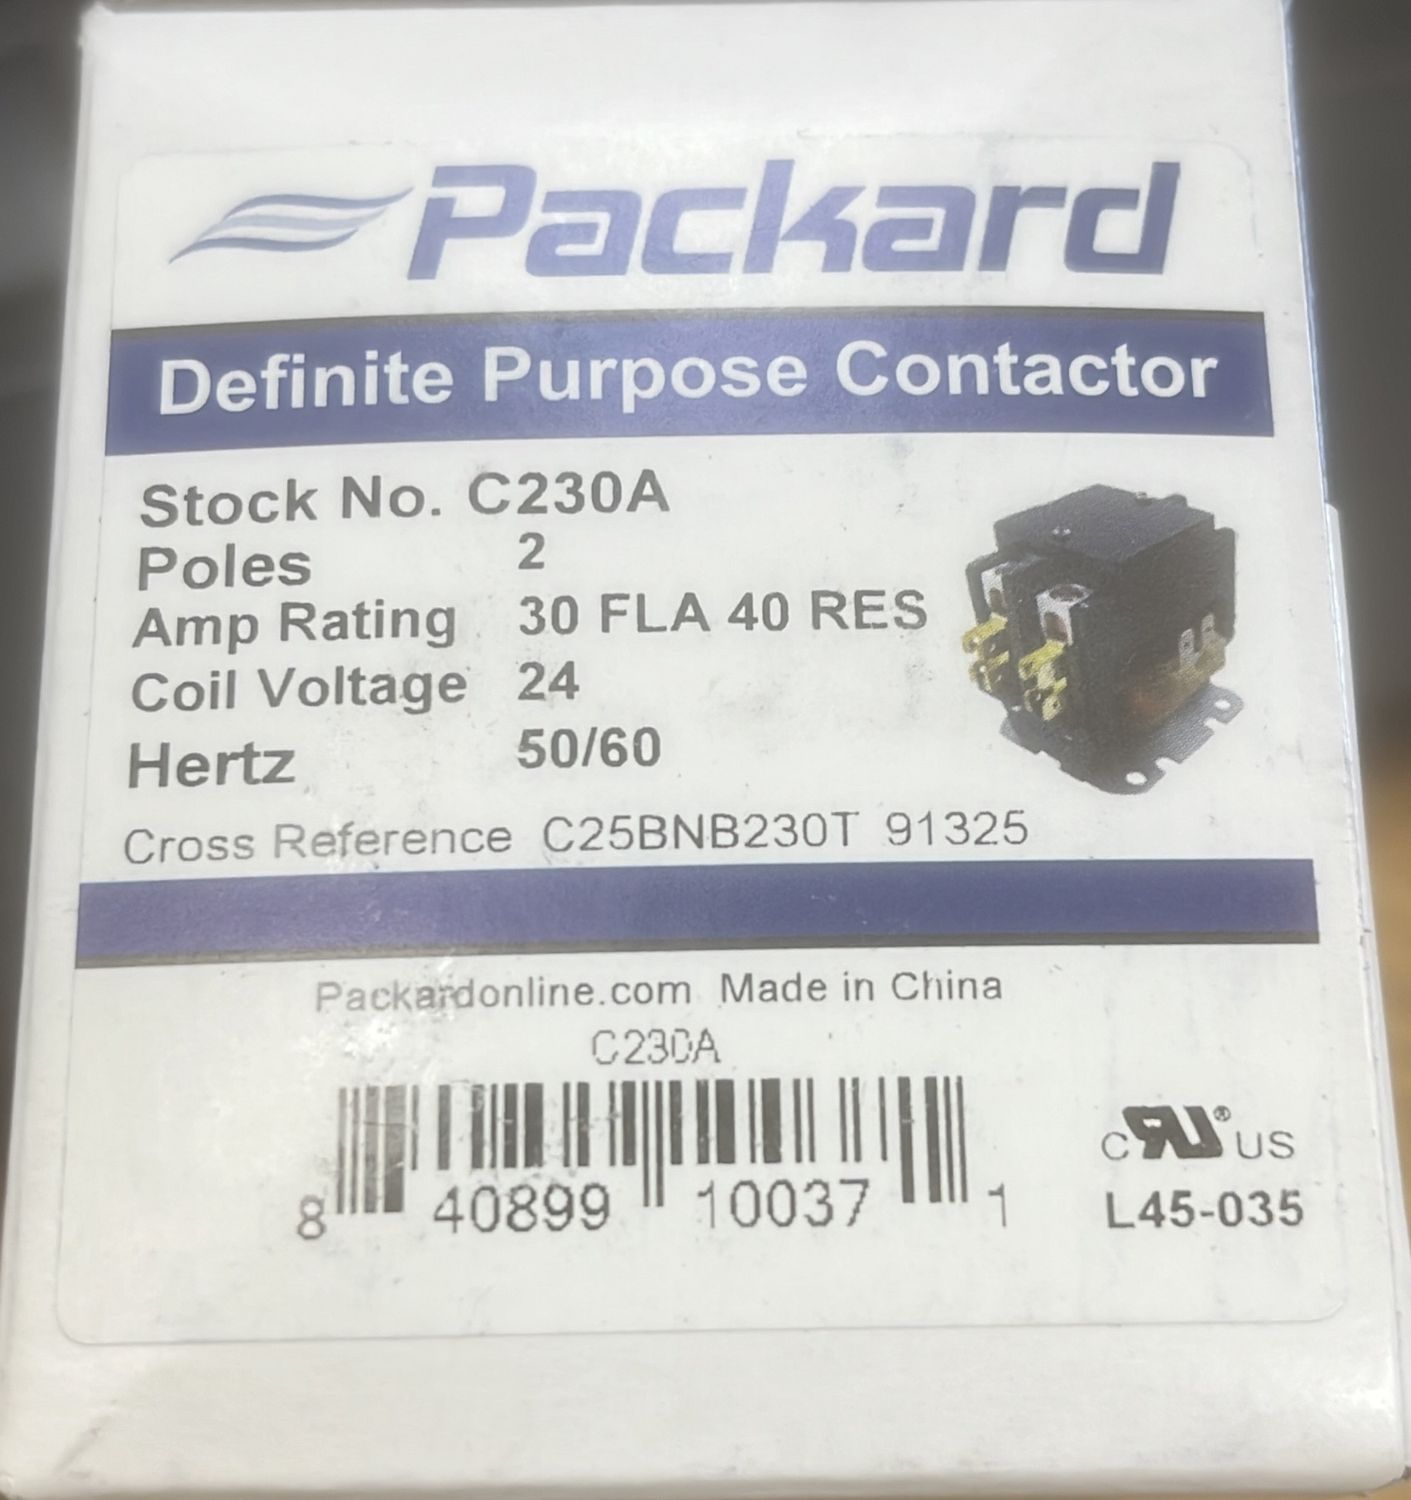 Packard
Definite Purpose Contactor
Stock No. C230A
Poles 2
Amp Rating 30 FLA 40 RES
Coil Voltage 24
Hertz 50/60
Cross Reference C25BNB230T 91325
Packardonline.com Made in China
C230A
8 40899 10037 1
c RU ® US
L45-035